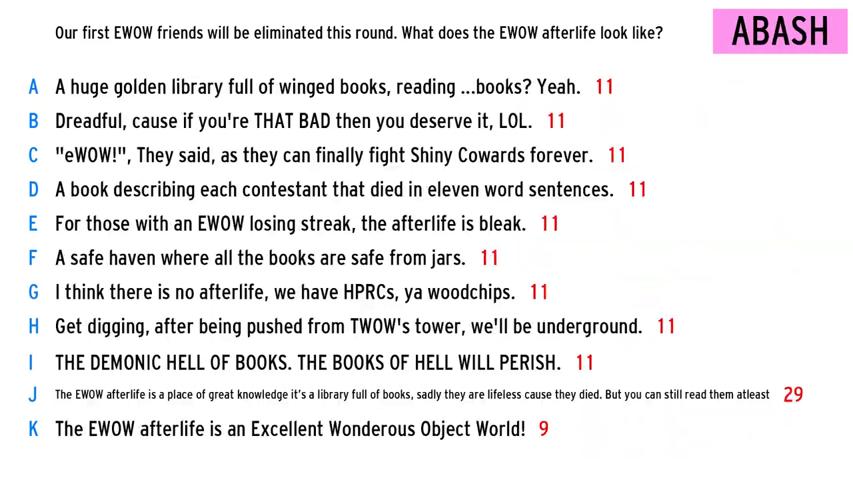 Our first EWOW friends will be eliminated this round. What does the EWOW afterlife look like?
ABASH
A A huge golden library full of winged books, reading ...books? Yeah. 11
B Dreadful, cause if you're THAT BAD then you deserve it, LOL. 11
C "eWOW!", They said, as they can finally fight Shiny Cowards forever. 11
D A book describing each contestant that died in eleven word sentences. 11
E For those with an EWOW losing streak, the afterlife is bleak. 11
F A safe haven where all the books are safe from jars. 11
G I think there is no afterlife, we have HPRCs, ya woodchips. 11
H Get digging, after being pushed from TWOW's tower, we'll be underground. 11
I THE DEMONIC HELL OF BOOKS. THE BOOKS OF HELL WILL PERISH. 11
J The EWOW afterlife is a place of great knowledge it's a library full of books, sadly they are lifeless cause they died. But you can still read them atleast 29
K The EWOW afterlife is an Excellent Wonderous Object World! 9